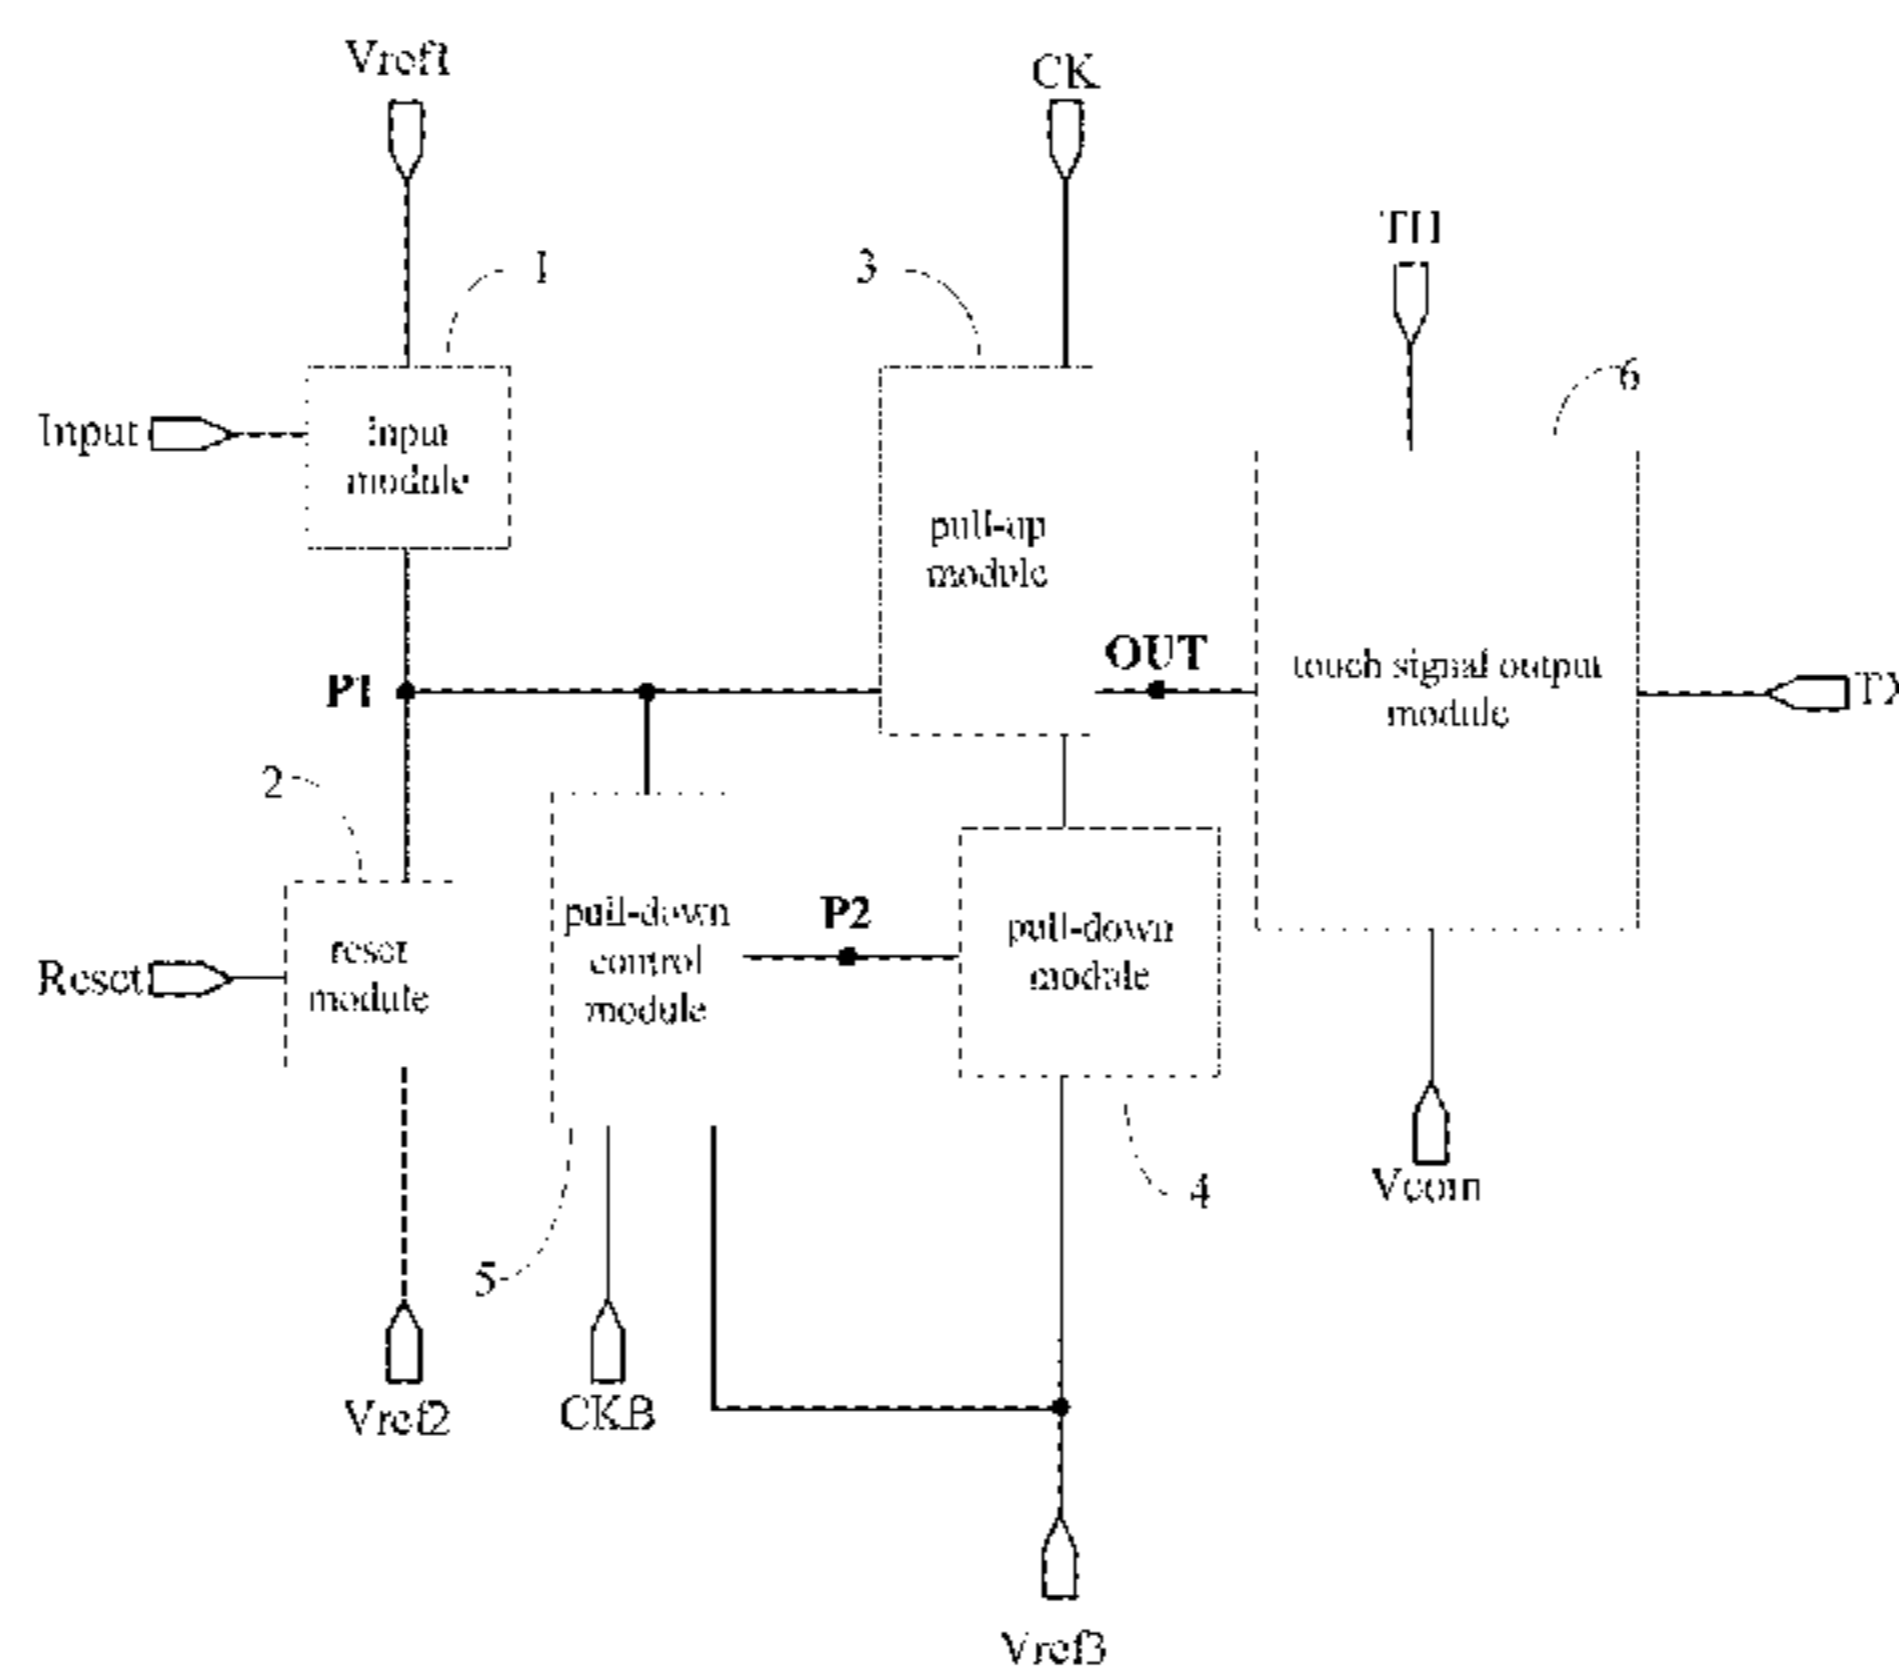 Vref1
CK
TH
1
3
6
Input
input
module
pull-up
module
OUT
touch signal output
module
TX
P1
2
P2
pull-down
control
module
pull-down
module
reset
module
Reset
4
Vcom
5
Vref2
CKB
Vref3